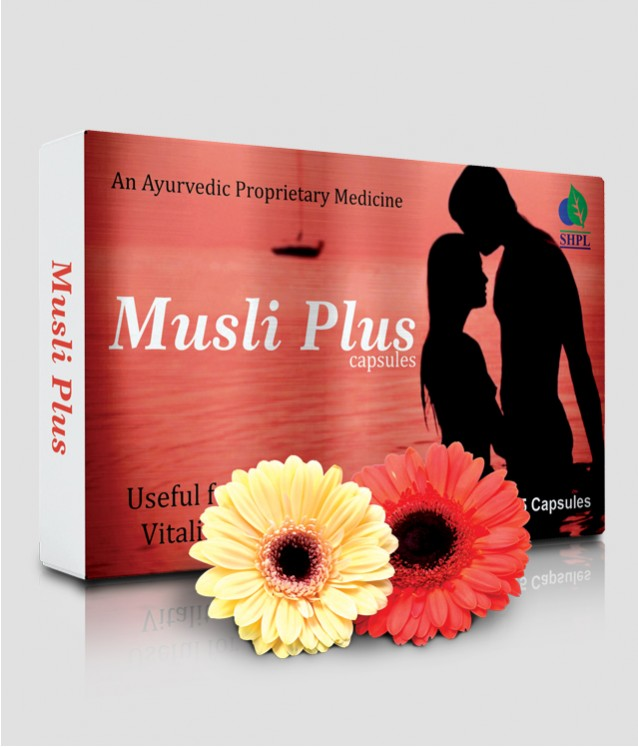 An Ayurvedic Proprietary Medicine
SHPL
Musli Plus
capsules
Musli Plus
Useful
Capsules